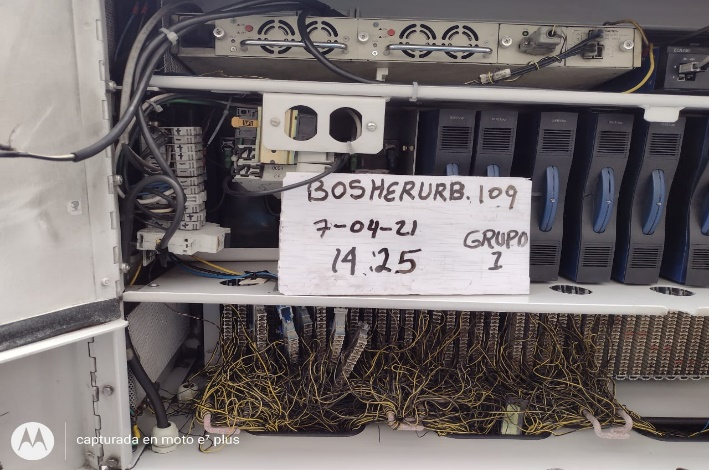 BOSHERURB.109
7-04-21
14:25
GRUPO
1
capturada en moto e⁷ plus